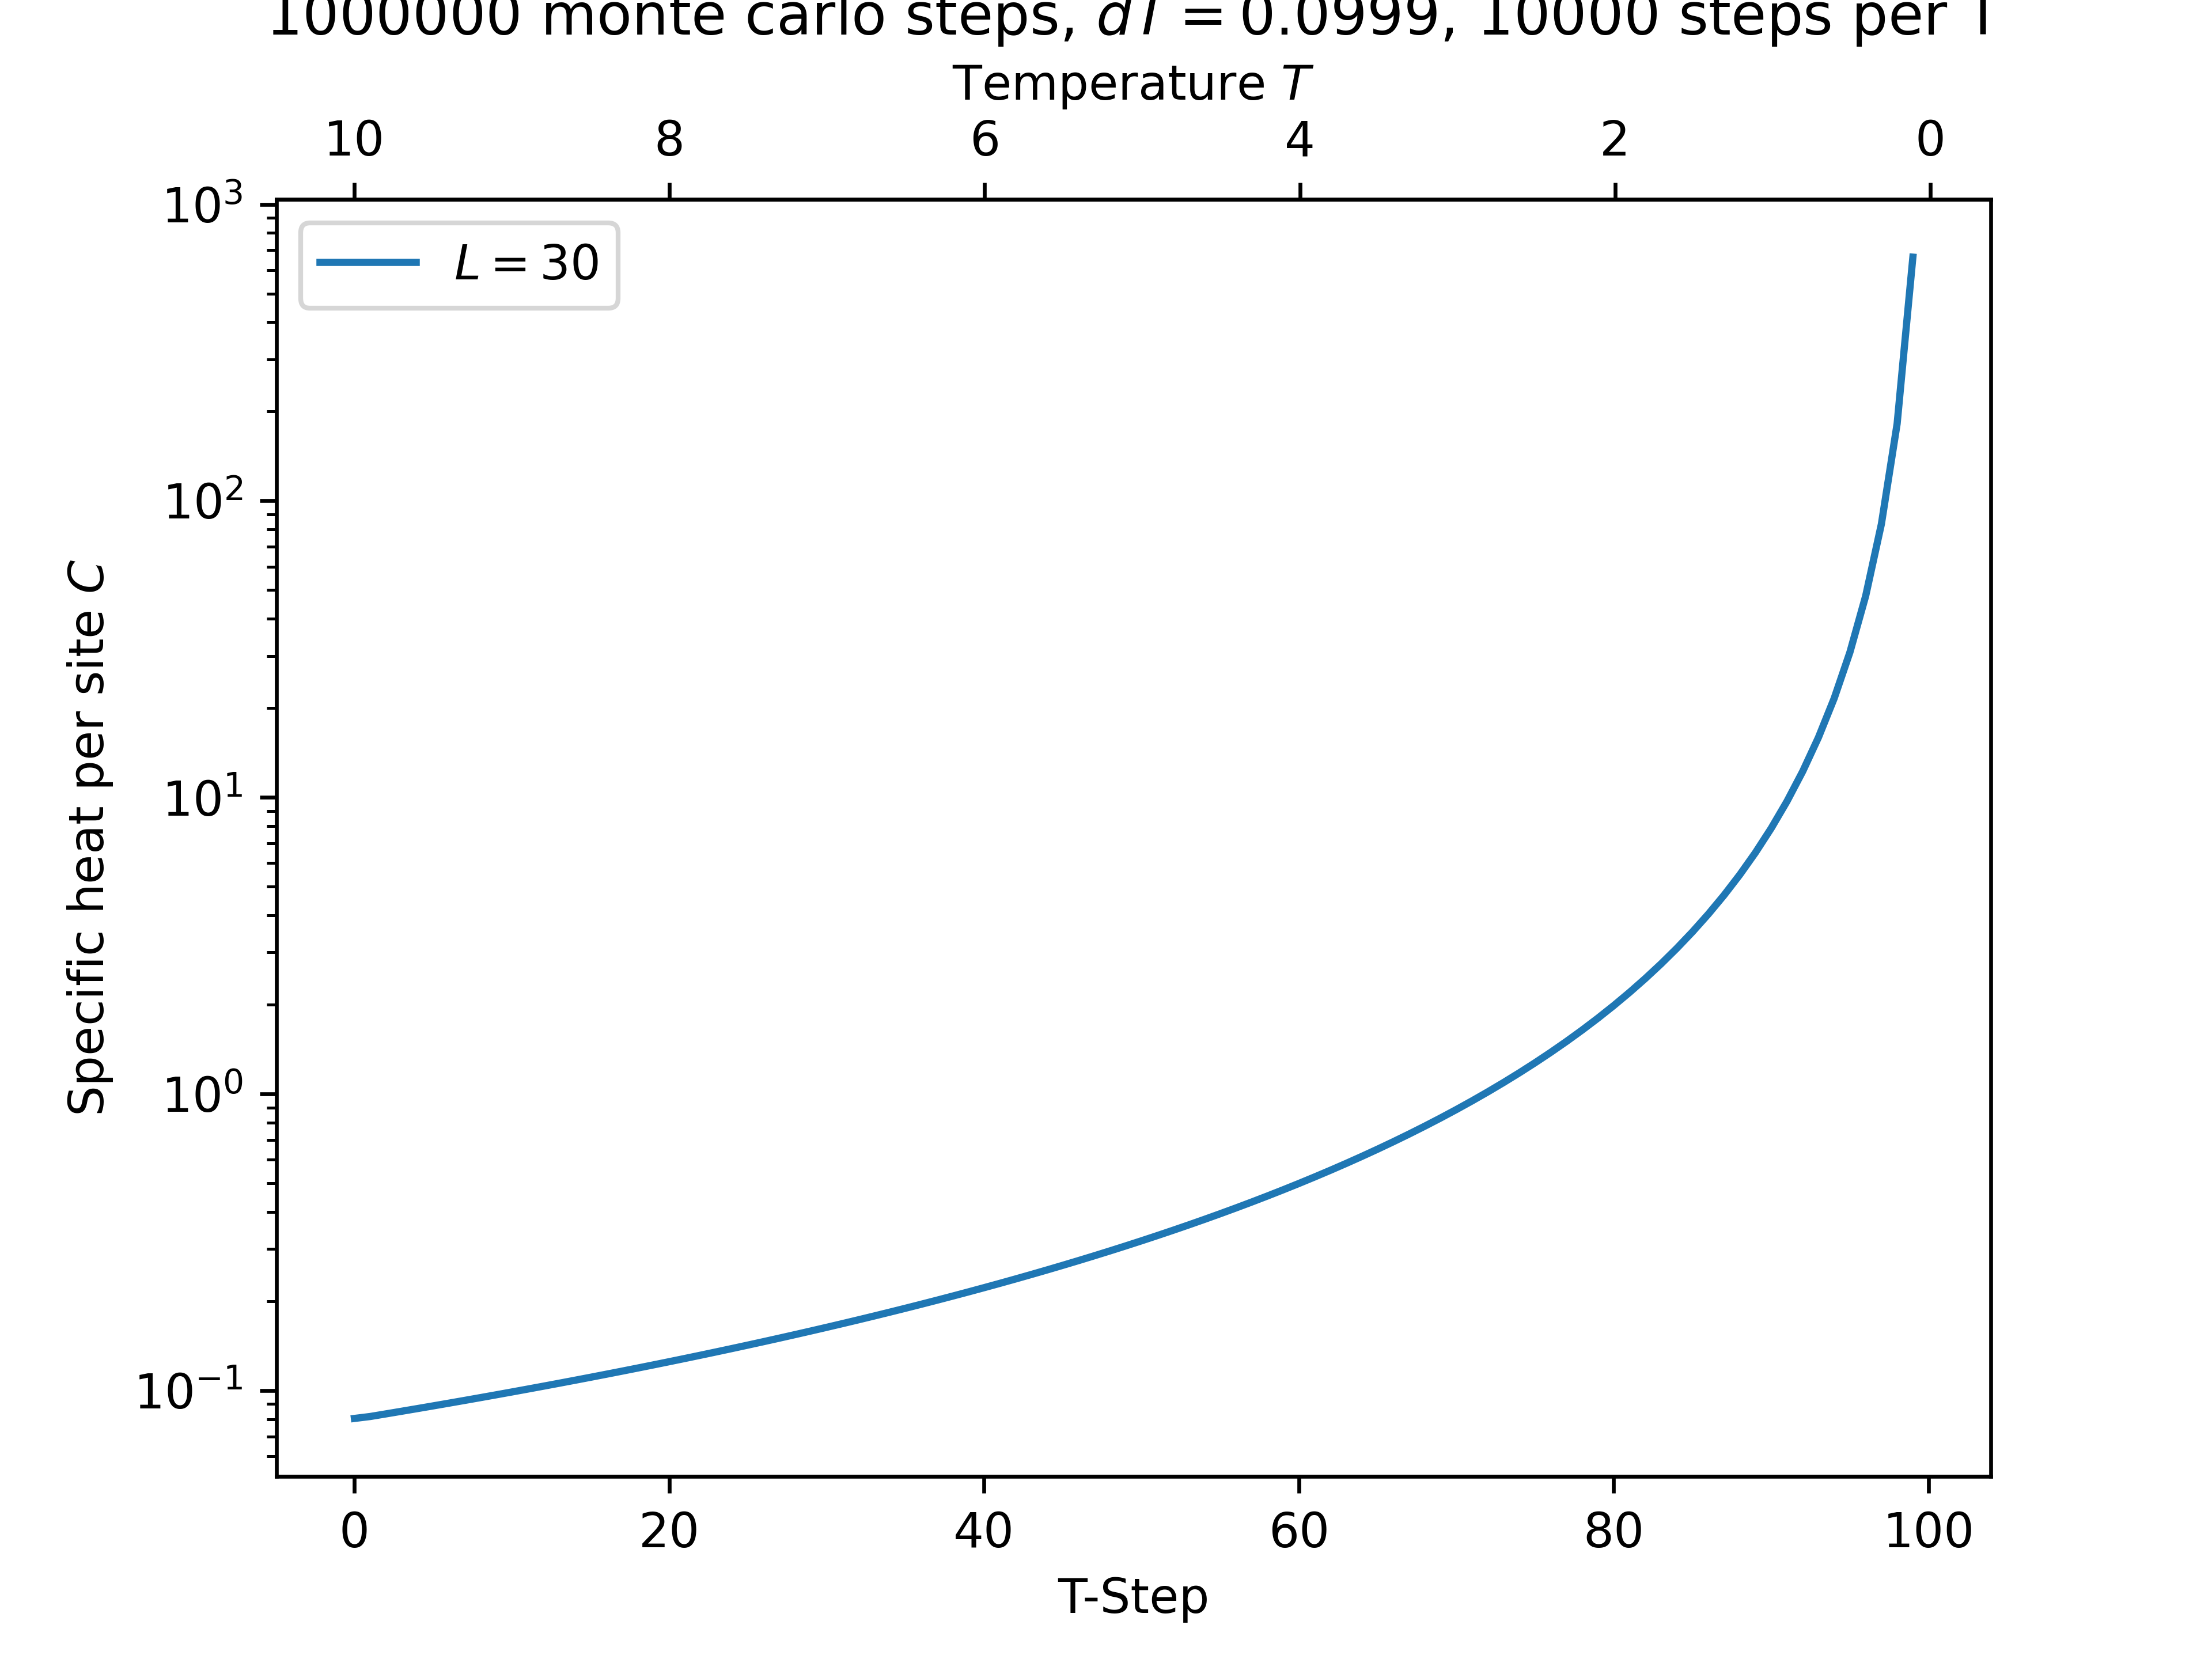 1000000 monte carlo steps, dT = 0.0999, 10000 steps per T
Temperature T
10 8 6 4 2 0
10³
10²
10¹
10⁰
10⁻¹
Specific heat per site C
L = 30
0 20 40 60 80 100
T-Step